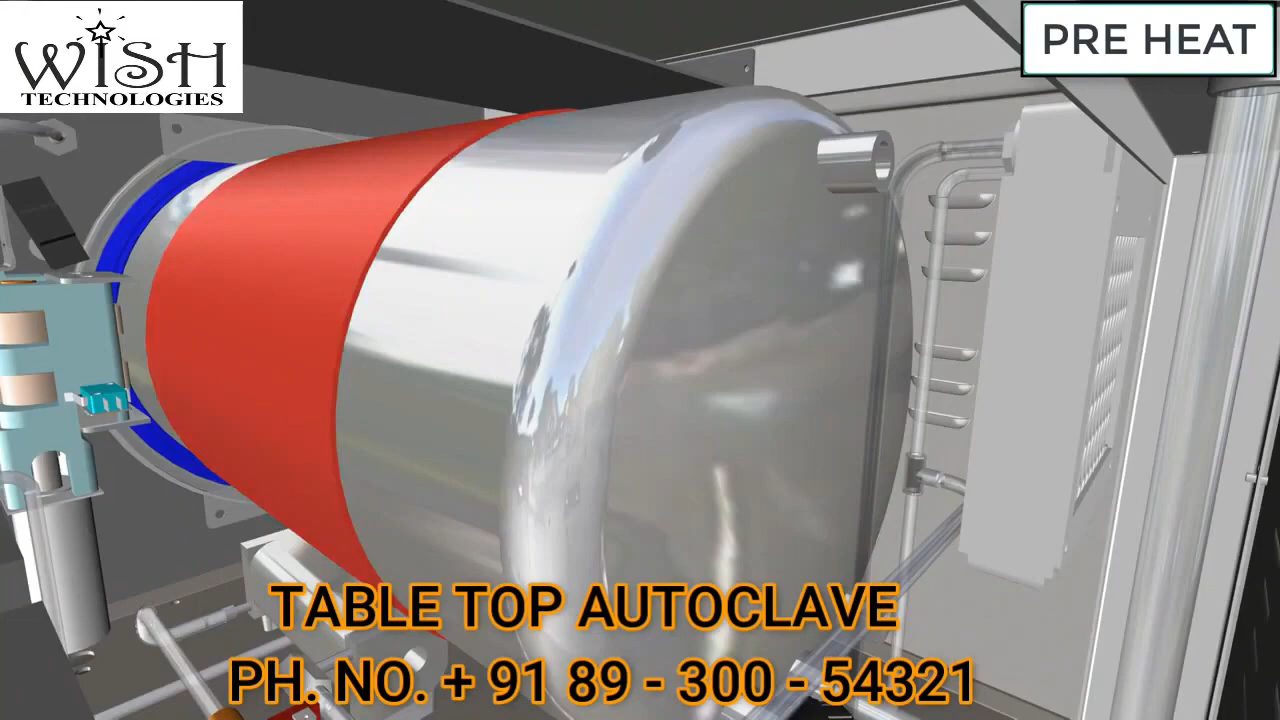 WISH
TECHNOLOGIES
PRE HEAT
TABLE TOP AUTOCLAVE
PH. NO. + 91 89 - 300 - 54321